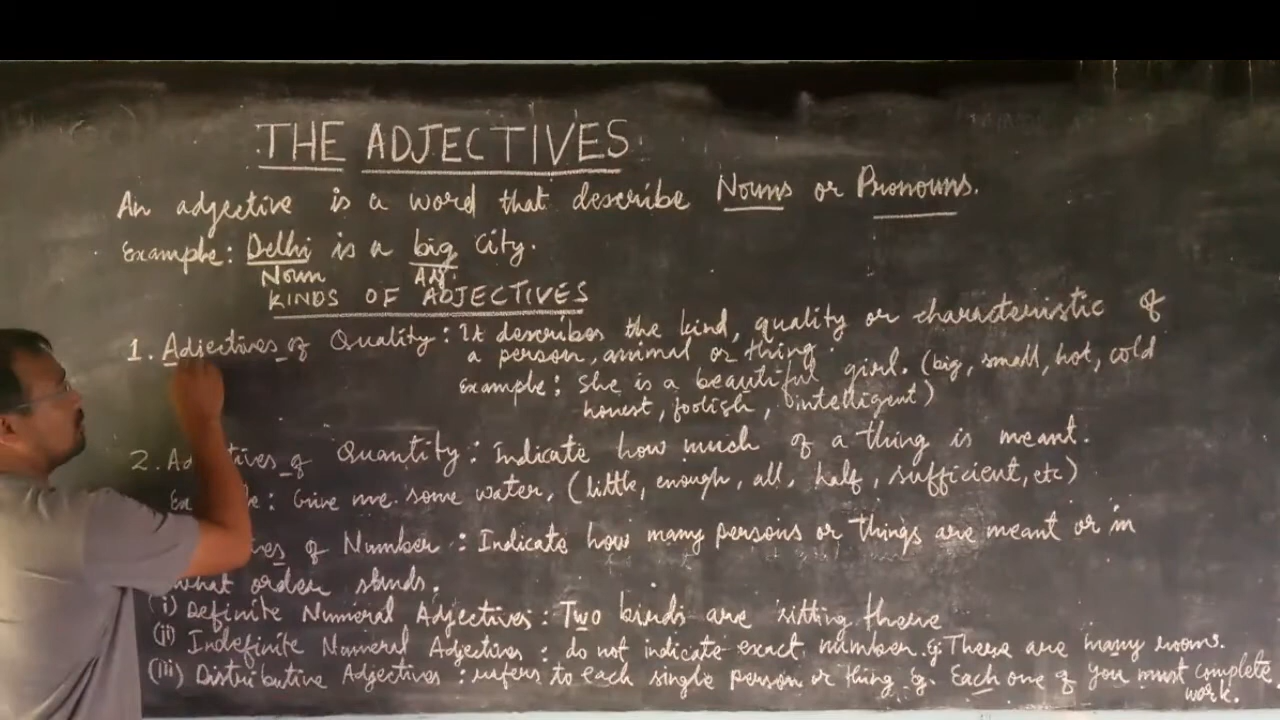 THE ADJECTIVES
An adjective is a word that describe Nouns or Pronouns.
Example: Delhi is a big city.
Noun Adj.
KINDS OF ADJECTIVES
1. Adjectives of Quality: It describes the kind, quality or characteristic of
a person, animal or thing.
Example: She is a beautiful girl. (big, small, hot, cold
honest, foolish, intelligent)
2. Ad tives of Quantity: Indicate how much of a thing is meant.
Ex le: Give me some water, (little, enough, all, half, sufficient, etc)
ves of Number: Indicate how many persons or things are meant or in
what order stands.
(i) Definite Numeral Adjectives: Two birds are sitting there
(ii) Indefinite Numeral Adjectives: do not indicate exact number. eg There are many
(iii) Distributive Adjectives: refers to each single person or thing eg. Each one of you must complete
work.